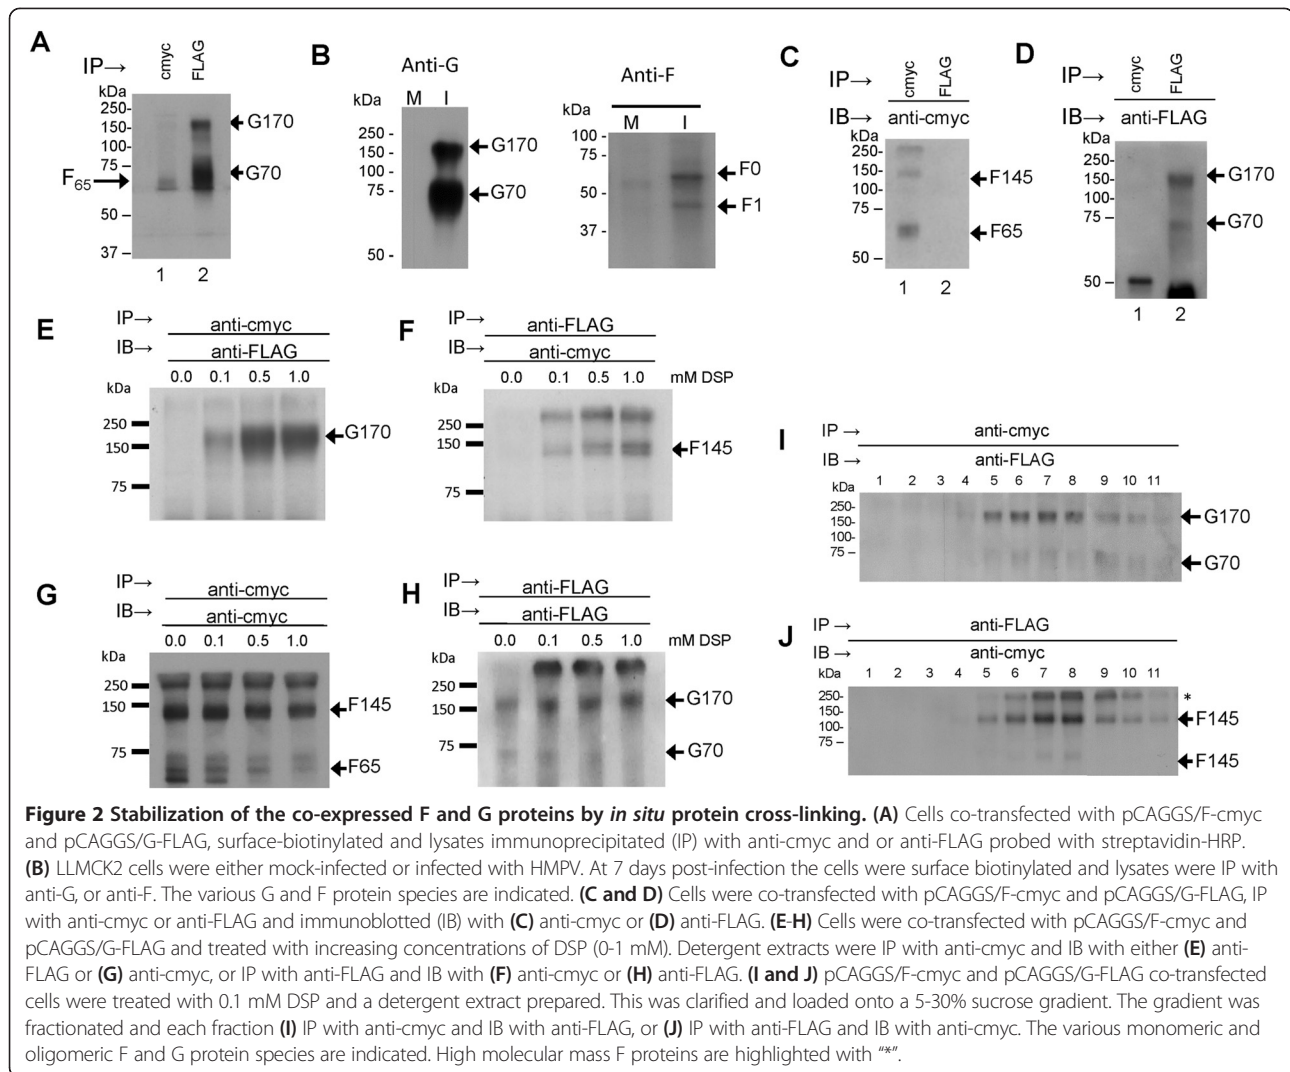 A
IP→ cmyc FLAG
kDa
250-
150-
100-
75-
50 -
37 -
G170
G70
F65
1 2
B
Anti-G
kDa M I
250 -
150 -
100 -
75 -
50 -
G170
G70
Anti-F
kDa M I
100 -
75 -
50 -
37 -
F0
F1
C
IP→ cmyc FLAG
IB→ anti-cmyc
kDa
250-
150-
100-
75-
50 –
F145
F65
1 2
D
IP→ cmyc FLAG
IB→ anti-FLAG
kDa
250-
150-
100-
75-
50 –
G170
G70
1 2
E
IP→ anti-cmyc
IB→ anti-FLAG
0.0 0.1 0.5 1.0
kDa
250
150
75
G170
F
IP→ anti-FLAG
IB→ anti-cmyc
0.0 0.1 0.5 1.0 mM DSP
kDa
250
150
75
F145
G
IP→ anti-cmyc
IB→ anti-cmyc
0.0 0.1 0.5 1.0
kDa
250
150
75
F145
F65
H
IP→ anti-FLAG
IB→ anti-FLAG
0.0 0.1 0.5 1.0 mM DSP
kDa
250
150
75
G170
G70
I
IP → anti-cmyc
IB → anti-FLAG
1 2 3 4 5 6 7 8 9 10 11
kDa
250-
150-
100-
75 –
G170
G70
J
IP → anti-FLAG
IB → anti-cmyc
kDa 1 2 3 4 5 6 7 8 9 10 11
250-
150-
100-
75 –
*
F145
F145
Figure 2 Stabilization of the co-expressed F and G proteins by in situ protein cross-linking. (A) Cells co-transfected with pCAGGS/F-cmyc
and pCAGGS/G-FLAG, surface-biotinylated and lysates immunoprecipitated (IP) with anti-cmyc and or anti-FLAG probed with streptavidin-HRP.
(B) LLMCK2 cells were either mock-infected or infected with HMPV. At 7 days post-infection the cells were surface biotinylated and lysates were IP with
anti-G, or anti-F. The various G and F protein species are indicated. (C and D) Cells were co-transfected with pCAGGS/F-cmyc and pCAGGS/G-FLAG, IP
with anti-cmyc or anti-FLAG and immunoblotted (IB) with (C) anti-cmyc or (D) anti-FLAG. (E-H) Cells were co-transfected with pCAGGS/F-cmyc and
pCAGGS/G-FLAG and treated with increasing concentrations of DSP (0-1 mM). Detergent extracts were IP with anti-cmyc and IB with either (E) anti-
FLAG or (G) anti-cmyc, or IP with anti-FLAG and IB with (F) anti-cmyc or (H) anti-FLAG. (I and J) pCAGGS/F-cmyc and pCAGGS/G-FLAG co-transfected
cells were treated with 0.1 mM DSP and a detergent extract prepared. This was clarified and loaded onto a 5-30% sucrose gradient. The gradient was
fractionated and each fraction (I) IP with anti-cmyc and IB with anti-FLAG, or (J) IP with anti-FLAG and IB with anti-cmyc. The various monomeric and
oligomeric F and G protein species are indicated. High molecular mass F proteins are highlighted with “*”.